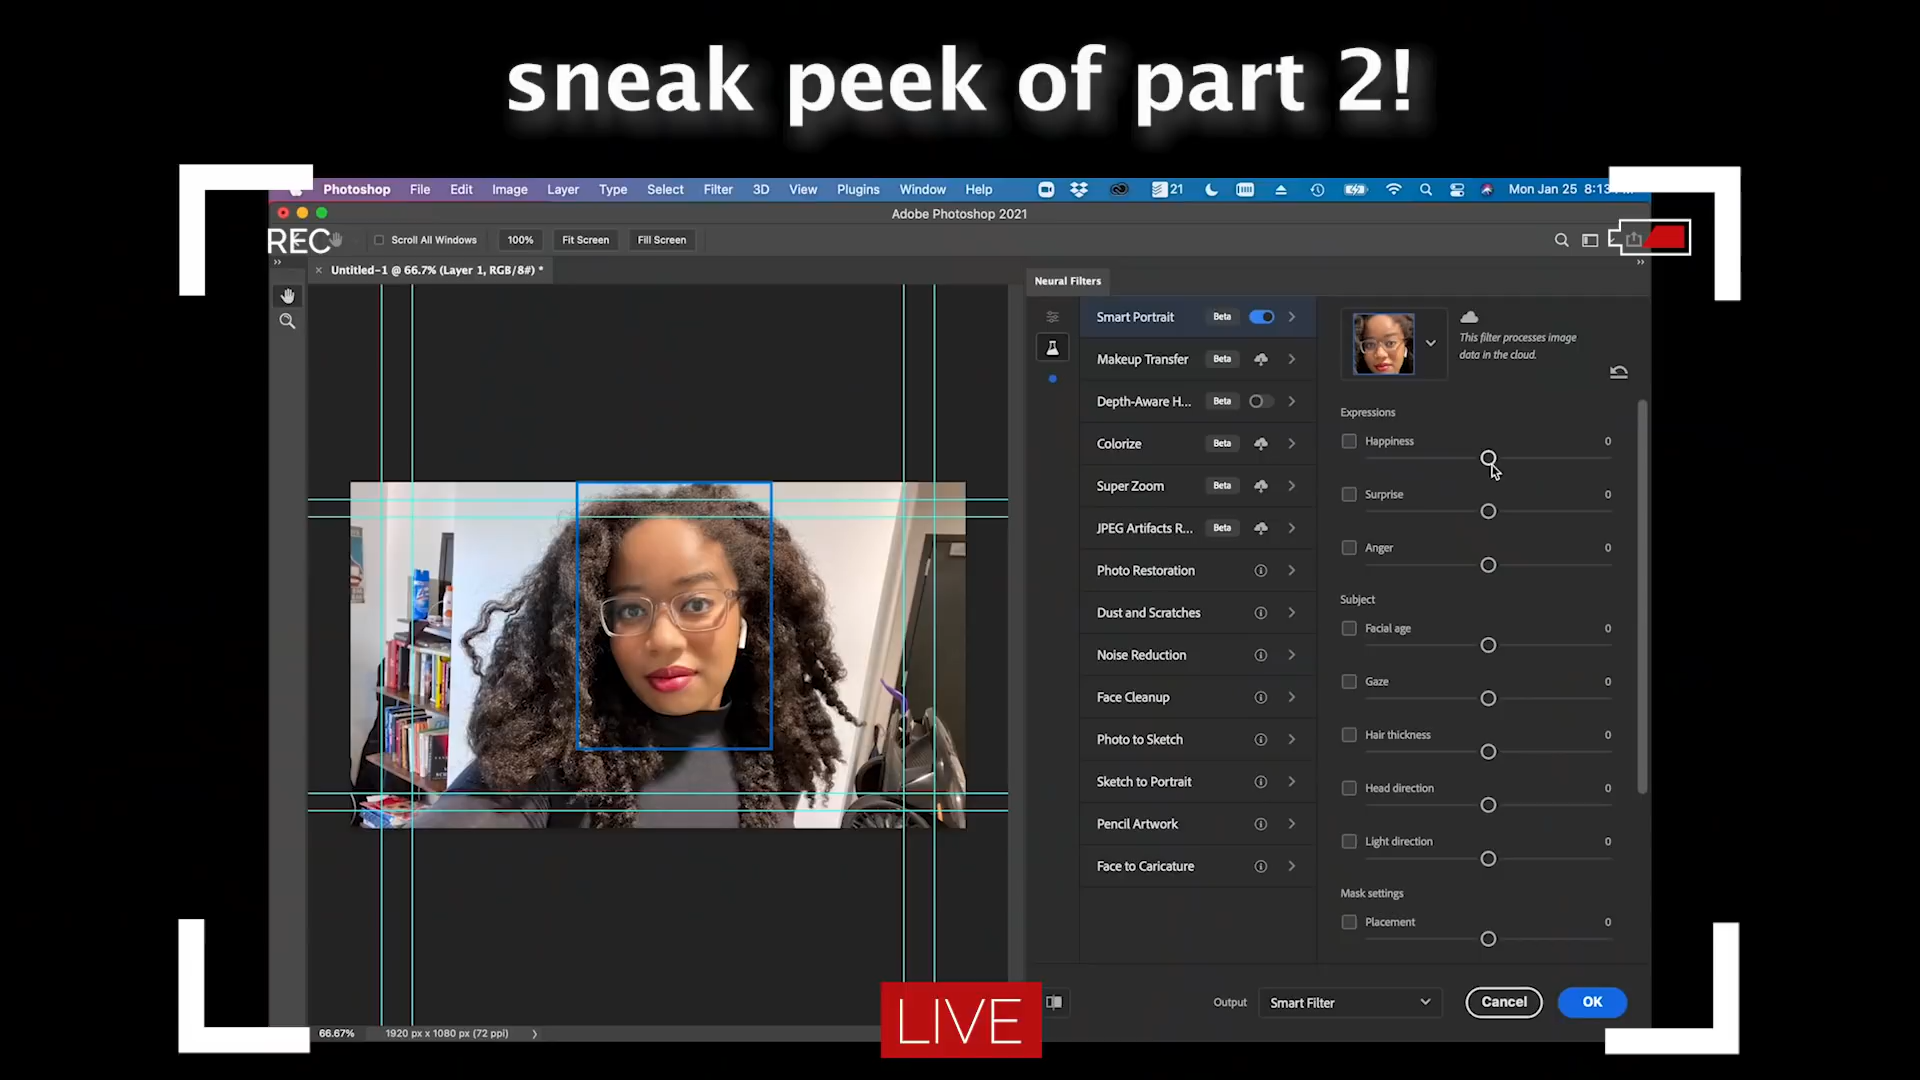 sneak peek of part 2!
Photoshop File Edit Image Layer Type Select Filter 3D View Plugins Window Help 21 Mon Jan 25 8:13
Adobe Photoshop 2021
REC
Scroll All Windows 100% Fit Screen Fill Screen
Untitled-1 @ 66.7% (Layer 1, RGB/8#) *
Neural Filters
Smart Portrait Beta
Makeup Transfer Beta
Depth-Aware H... Beta
Colorize Beta
Super Zoom Beta
JPEG Artifacts R... Beta
Photo Restoration
Dust and Scratches
Noise Reduction
Face Cleanup
Photo to Sketch
Sketch to Portrait
Pencil Artwork
Face to Caricature
This filter processes image
data in the cloud.
Expressions
Happiness 0
Surprise 0
Anger 0
Subject
Facial age 0
Gaze 0
Hair thickness 0
Head direction 0
Light direction 0
Mask settings
Placement 0
Output Smart Filter Cancel OK
LIVE
66.67% 1920 px x 1080 px (72 ppi)